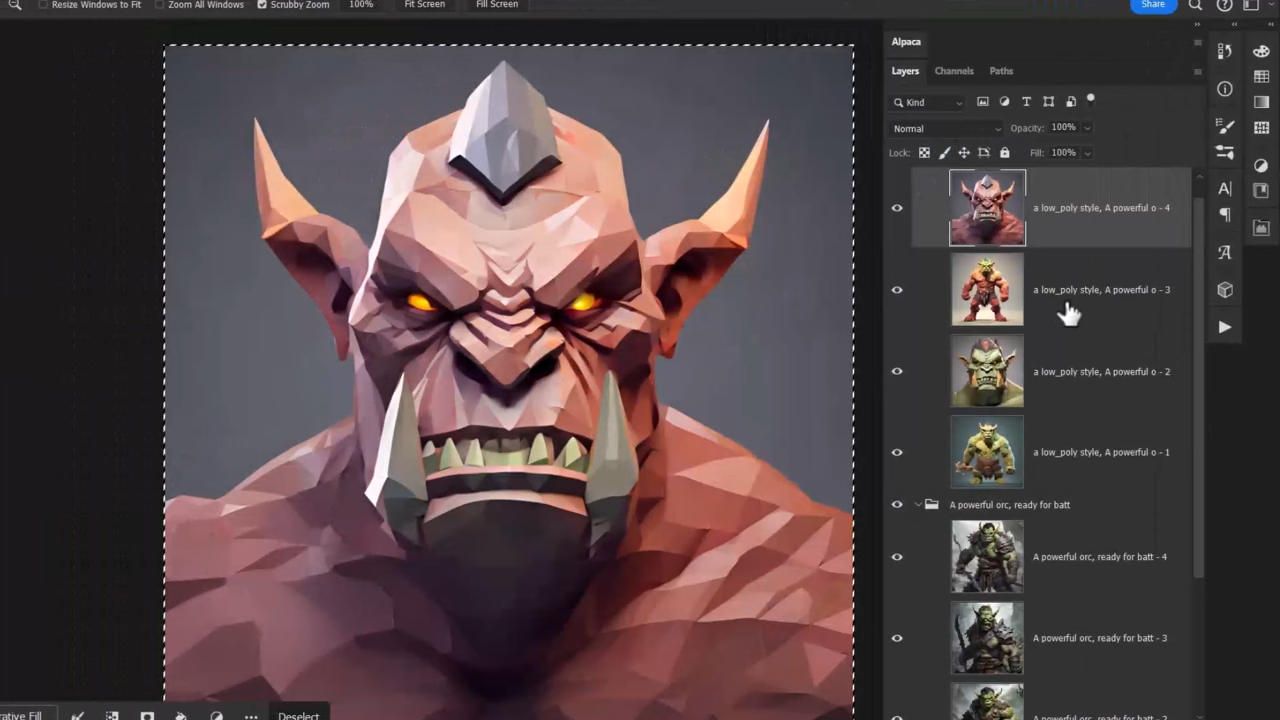 Resize Windows to Fit
Zoom All Windows
Scrubby Zoom
100%
Fit Screen
Fill Screen
Share
Alpaca
Layers
Channels
Paths
Kind
Normal
Opacity: 100%
Lock:
Fill: 100%
a low_poly style, A powerful o - 4
a low_poly style, A powerful o - 3
a low_poly style, A powerful o - 2
a low_poly style, A powerful o - 1
A powerful orc, ready for batt
A powerful orc, ready for batt - 4
A powerful orc, ready for batt - 3
rative Fill
Deselect